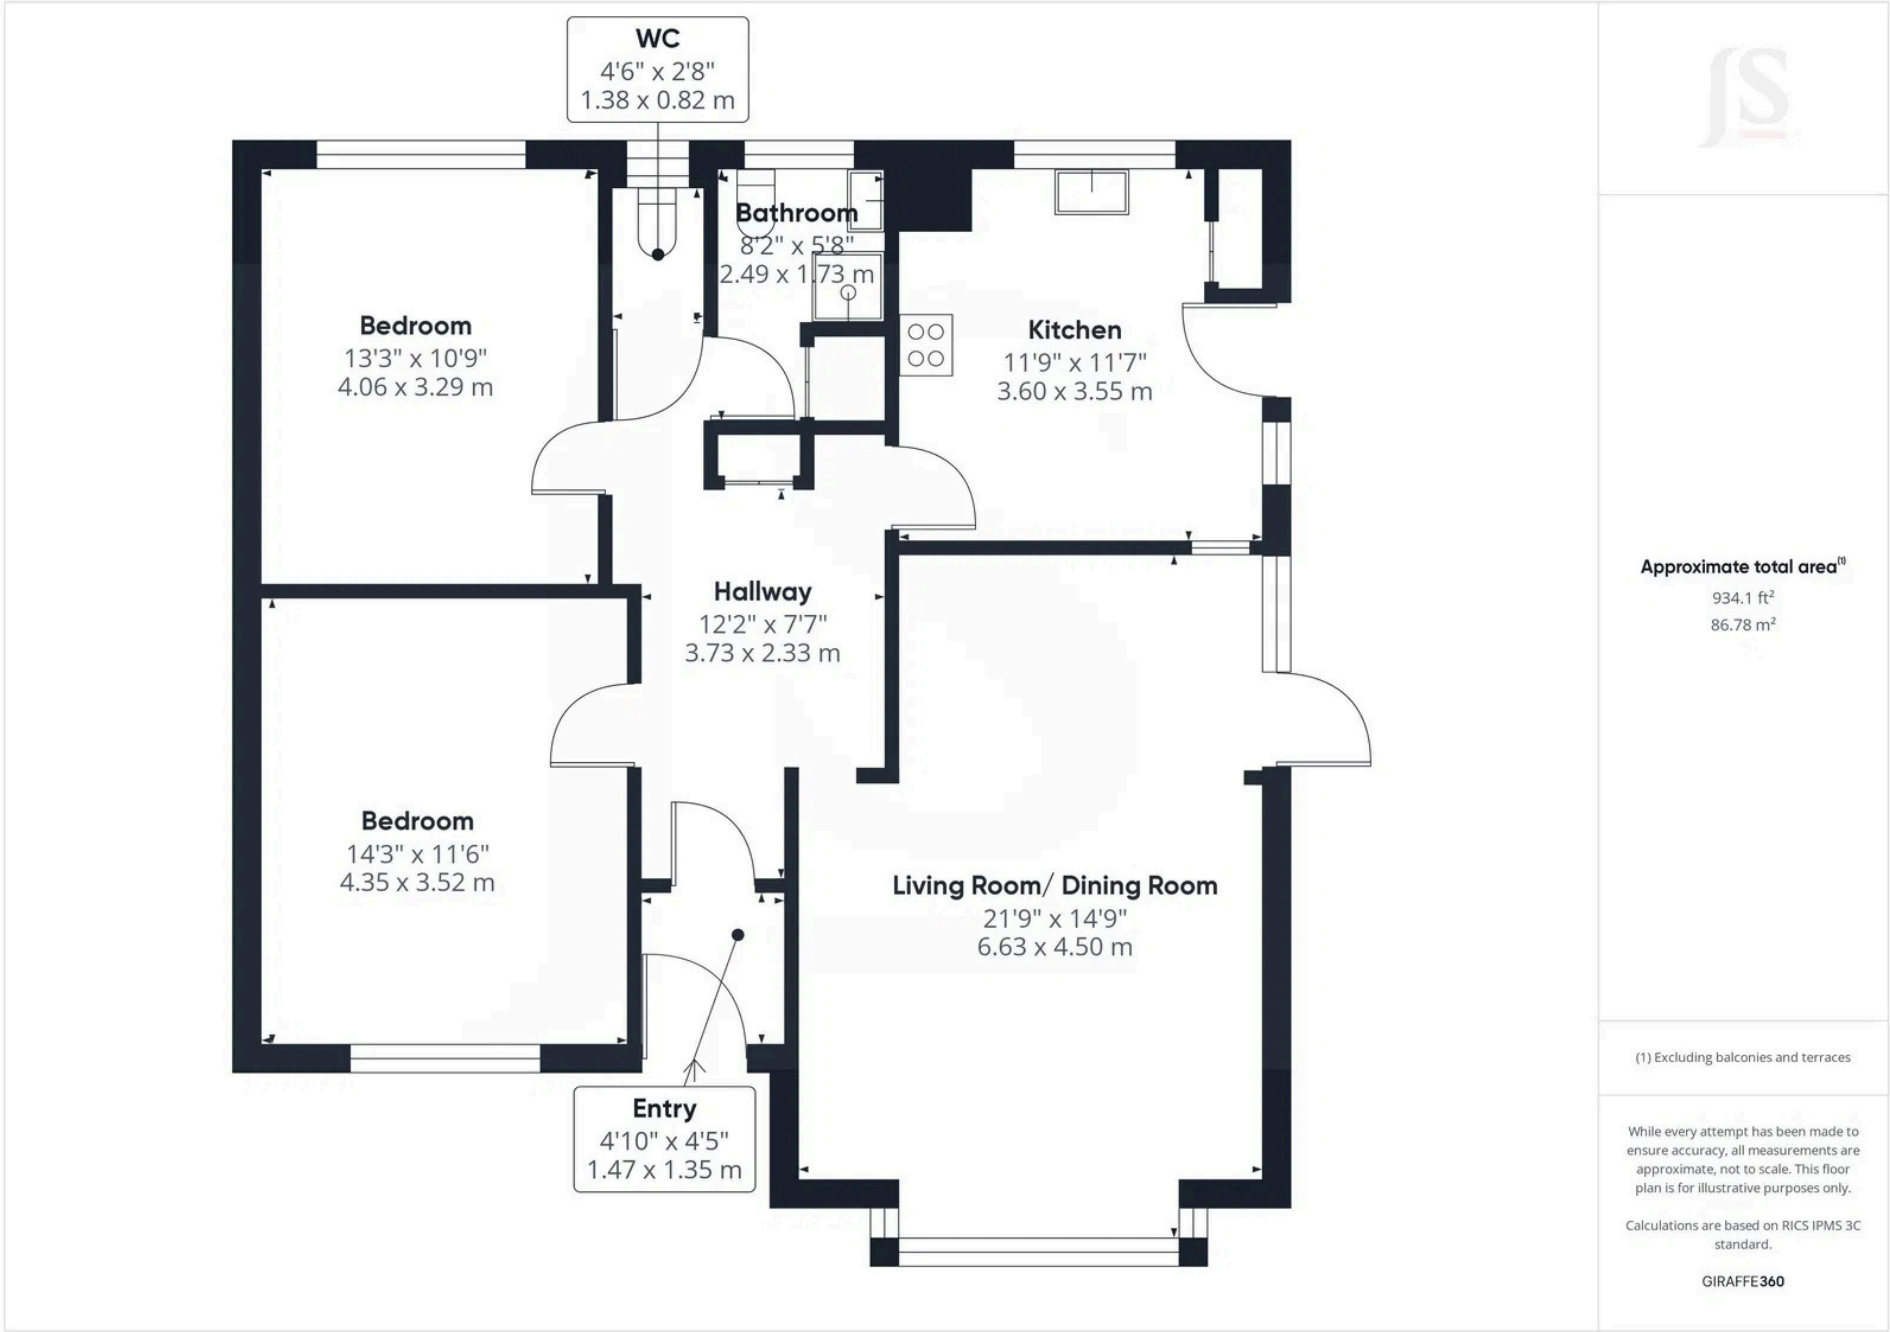 WC
4'6" x 2'8"
1.38 x 0.82 m
Bathroom
8'2" x 5'8"
2.49 x 1.73 m
Bedroom
13'3" x 10'9"
4.06 x 3.29 m
Kitchen
11'9" x 11'7"
3.60 x 3.55 m
Hallway
12'2" x 7'7"
3.73 x 2.33 m
Bedroom
14'3" x 11'6"
4.35 x 3.52 m
Living Room/ Dining Room
21'9" x 14'9"
6.63 x 4.50 m
Entry
4'10" x 4'5"
1.47 x 1.35 m
JS
Approximate total area(1)
934.1 ft²
86.78 m²
(1) Excluding balconies and terraces
While every attempt has been made to
ensure accuracy, all measurements are
approximate, not to scale. This floor
plan is for illustrative purposes only.
Calculations are based on RICS IPMS 3C
standard.
GIRAFFE360